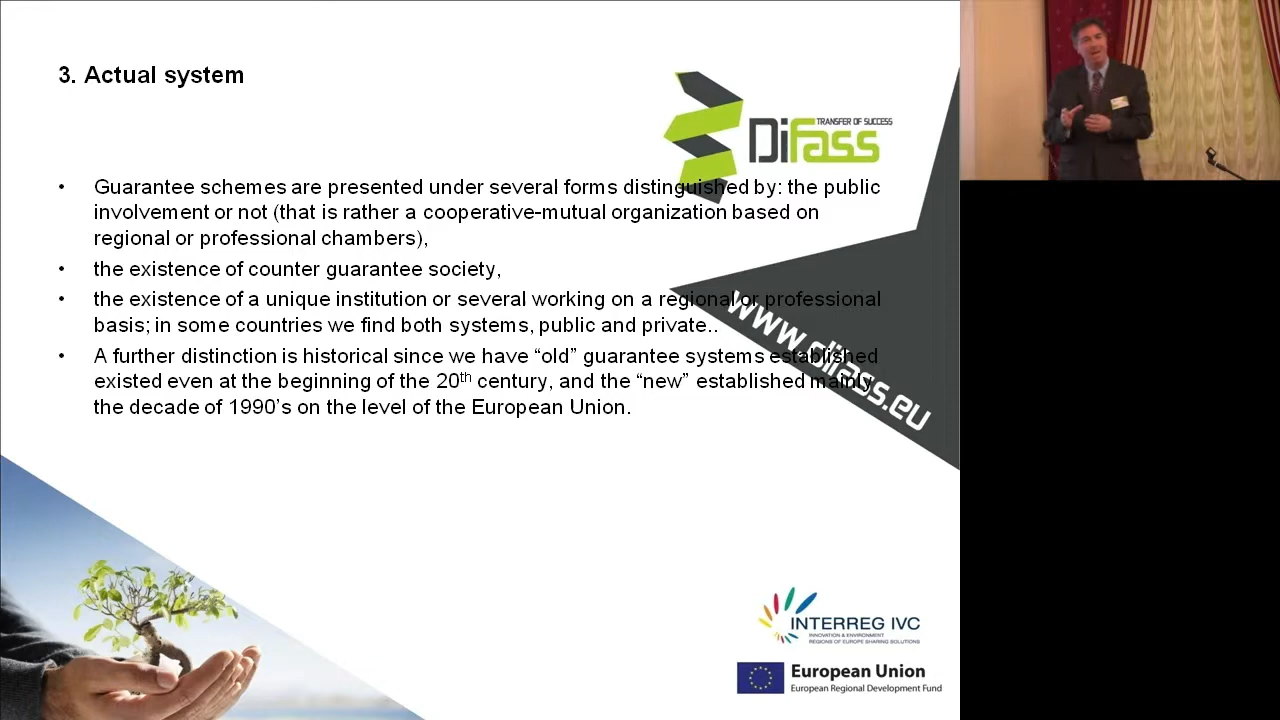 3. Actual system
TRANSFER OF SUCCESS
Difass
• Guarantee schemes are presented under several forms distinguished by: the public
involvement or not (that is rather a cooperative-mutual organization based on
regional or professional chambers),
• the existence of counter guarantee society,
• the existence of a unique institution or several working on a regional or professional
basis; in some countries we find both systems, public and private..
• A further distinction is historical since we have “old” guarantee systems established
existed even at the beginning of the 20th century, and the “new” established mainly
the decade of 1990’s on the level of the European Union.
www.difass.eu
INTERREG IVC
INNOVATION & ENVIRONMENT
REGIONS OF EUROPE SHARING SOLUTIONS
European Union
European Regional Development Fund